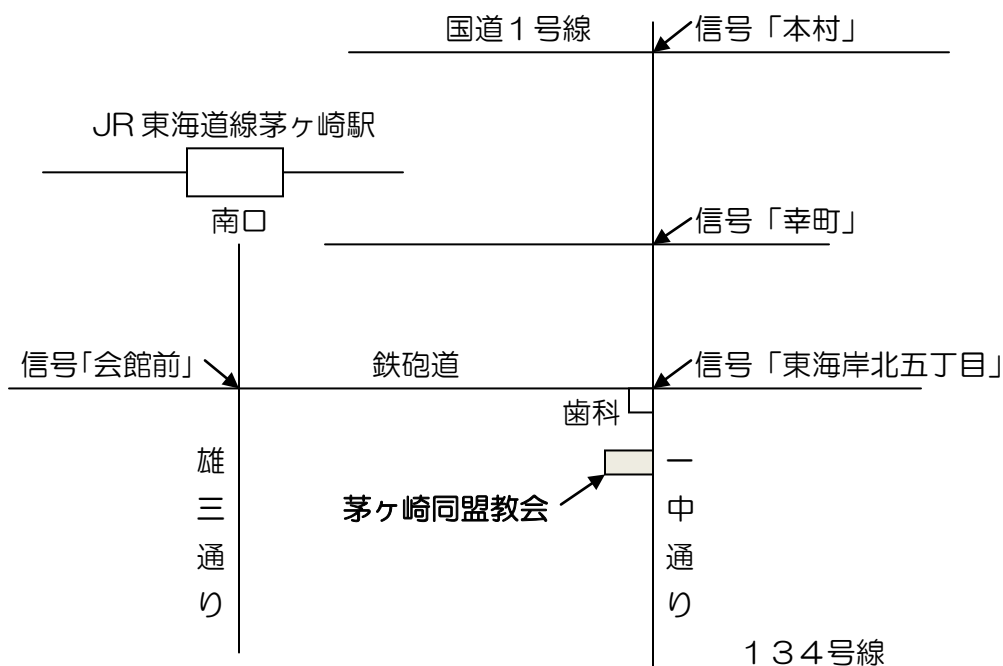 国道１号線
信号「本村」
JR 東海道線茅ヶ崎駅
南口
信号「幸町」
信号「会館前」
鉄砲道
信号「東海岸北五丁目」
歯科
茅ヶ崎同盟教会
雄三通り
一中通り
１３４号線